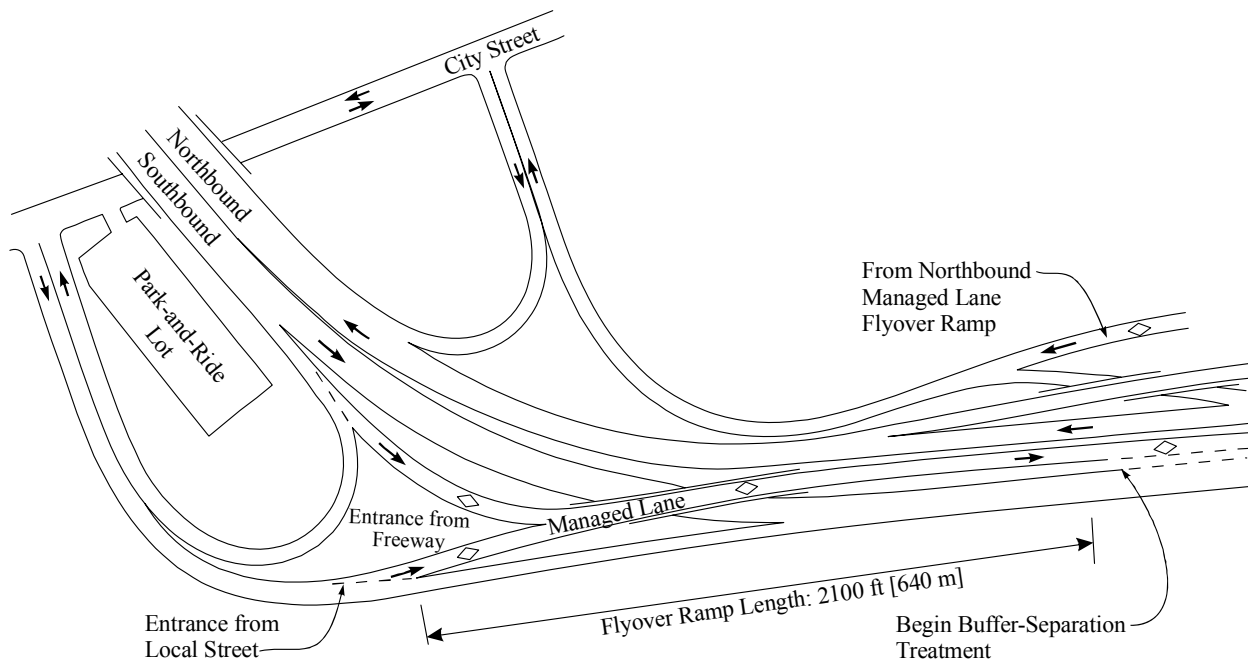 City Street
Northbound
Southbound
Park-and-Ride
Lot
From Northbound
Managed Lane
Flyover Ramp
Managed Lane
Entrance from
Freeway
Flyover Ramp Length: 2100 ft [640 m]
Entrance from
Local Street
Begin Buffer-Separation
Treatment